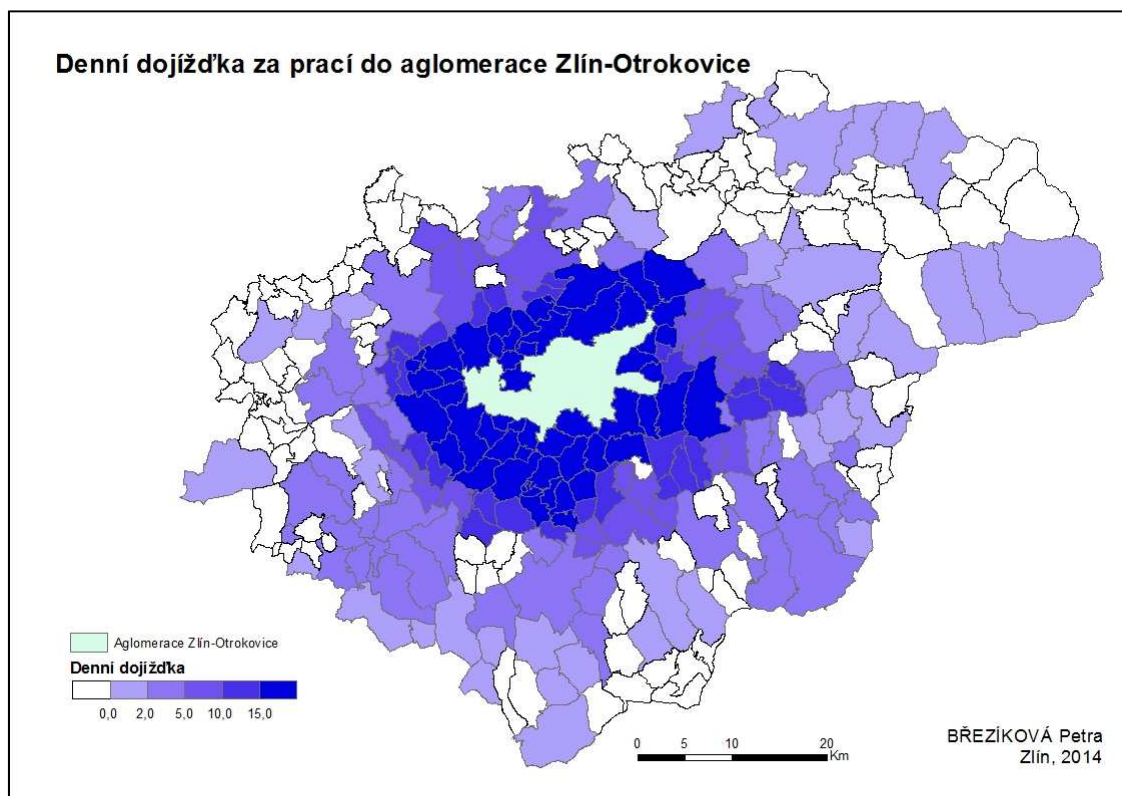 Denní dojížďka za prací do aglomerace Zlín-Otrokovice
Aglomerace Zlín-Otrokovice
Denní dojížďka
0,0 2,0 5,0 10,0 15,0
0 5 10 20
Km
BŘEZÍKOVÁ Petra
Zlín, 2014